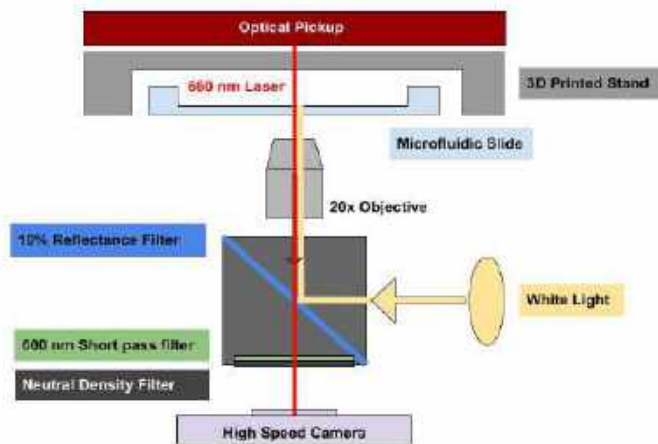 Optical Pickup
660 nm Laser
3D Printed Stand
Microfluidic Slide
20x Objective
10% Reflectance Filter
White Light
600 nm Short pass filter
Neutral Density Filter
High Speed Camera